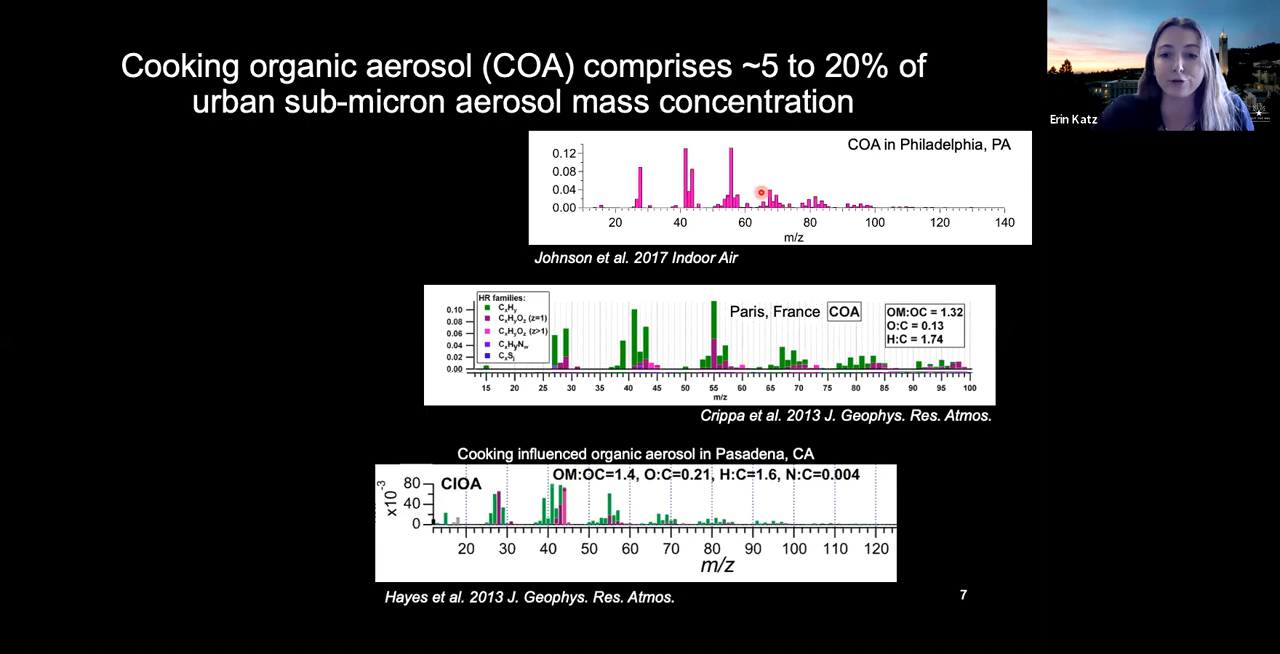 Cooking organic aerosol (COA) comprises ~5 to 20% of
urban sub-micron aerosol mass concentration
Erin Katz
COA in Philadelphia, PA
0.12
0.08
0.04
0.00
20 40 60 80 100 120 140
m/z
Johnson et al. 2017 Indoor Air
HR families:
CxHy
CxHyOz (z=1)
CxHyOz (z>1)
CxHyNw
CxSj
Paris, France COA
OM:OC = 1.32
O:C = 0.13
H:C = 1.74
0.10
0.08
0.06
0.04
0.02
0.00
15 20 25 30 35 40 45 50 55 60 65 70 75 80 85 90 95 100
m/z
Crippa et al. 2013 J. Geophys. Res. Atmos.
Cooking influenced organic aerosol in Pasadena, CA
OM:OC=1.4, O:C=0.21, H:C=1.6, N:C=0.004
CIOA
x10-3
80
40
0
20 30 40 50 60 70 80 90 100 110 120
m/z
Hayes et al. 2013 J. Geophys. Res. Atmos.
7